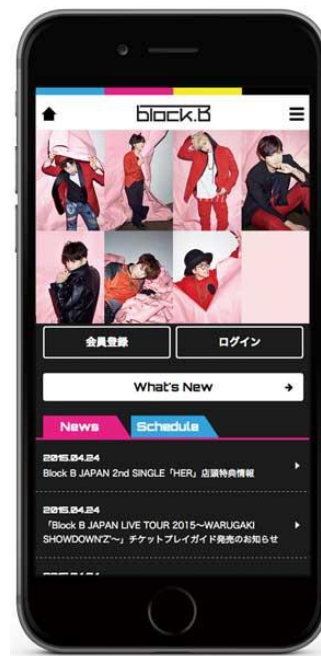 block.B
会員登録
ログイン
What's New
News
Schedule
2015.04.24
Block B JAPAN 2nd SINGLE「HER」店頭特典情報
2015.04.24
「Block B JAPAN LIVE TOUR 2015〜WARUGAKI
SHOWDOWN'Z'〜」チケットプレイガイド発売のお知らせ